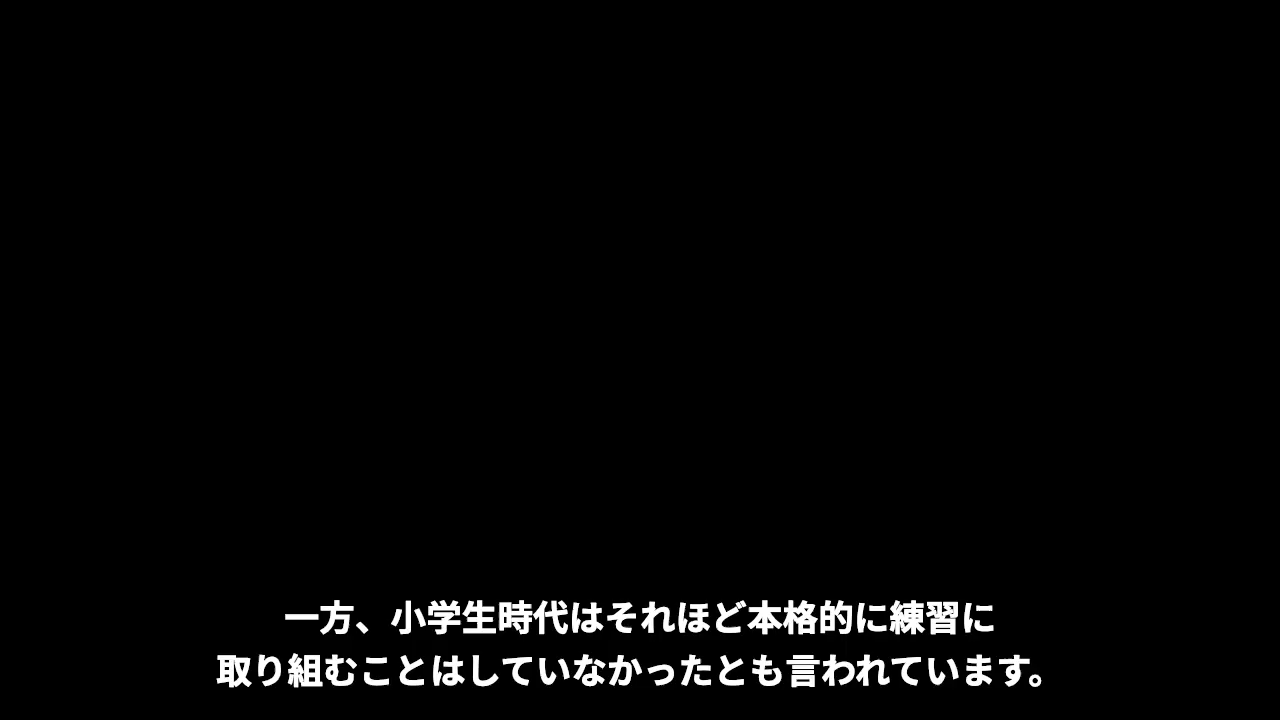 一方、小学生時代はそれほど本格的に練習に
取り組むことはしていなかったとも言われています。